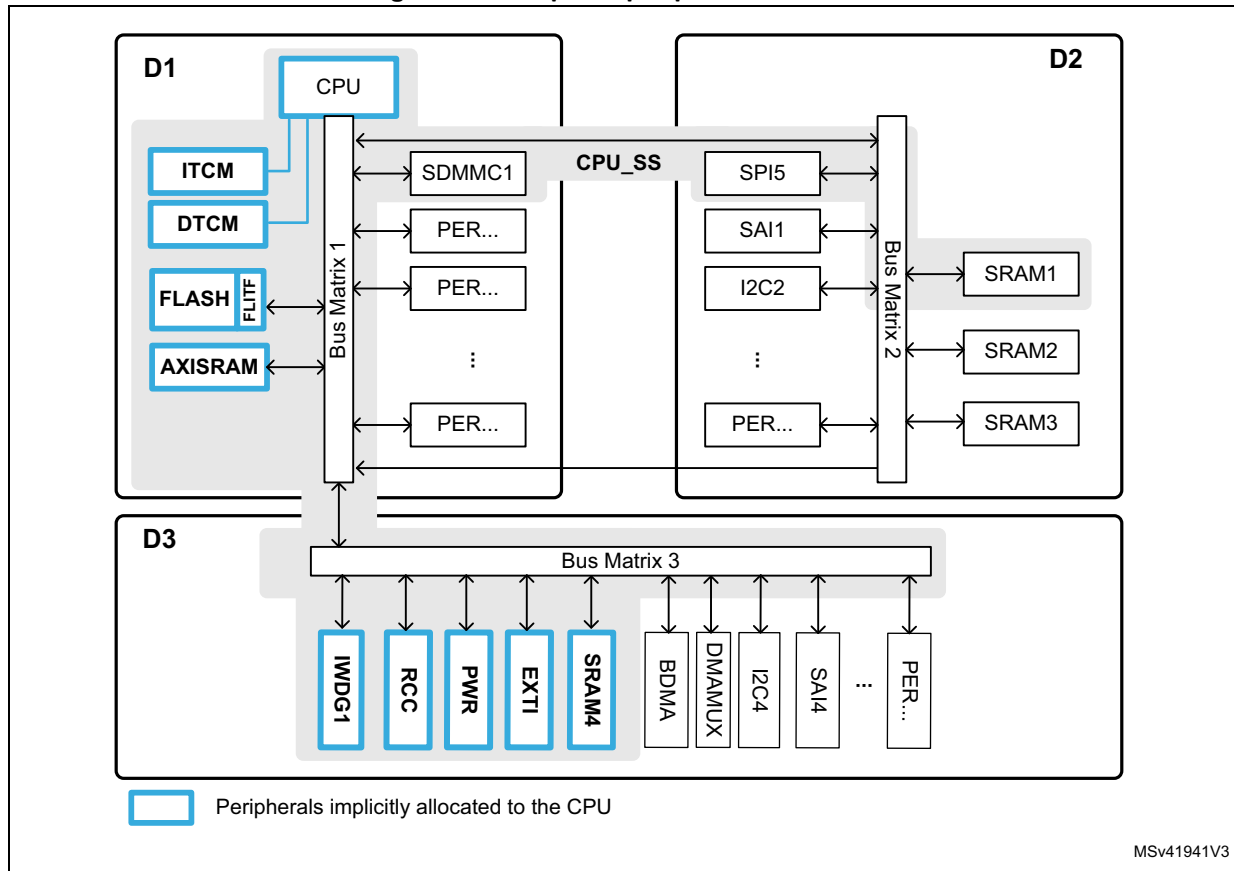 D1
D2
CPU
CPU_SS
ITCM
SDMMC1
SPI5
DTCM
PER...
SAI1
Bus Matrix 1
Bus Matrix 2
FLASH
FLITF
PER...
I2C2
SRAM1
AXISRAM
...
...
SRAM2
PER...
PER...
SRAM3
D3
Bus Matrix 3
IWDG1
RCC
PWR
EXTI
SRAM4
BDMA
DMAMUX
I2C4
SAI4
...
PER...
Peripherals implicitly allocated to the CPU
MSv41941V3